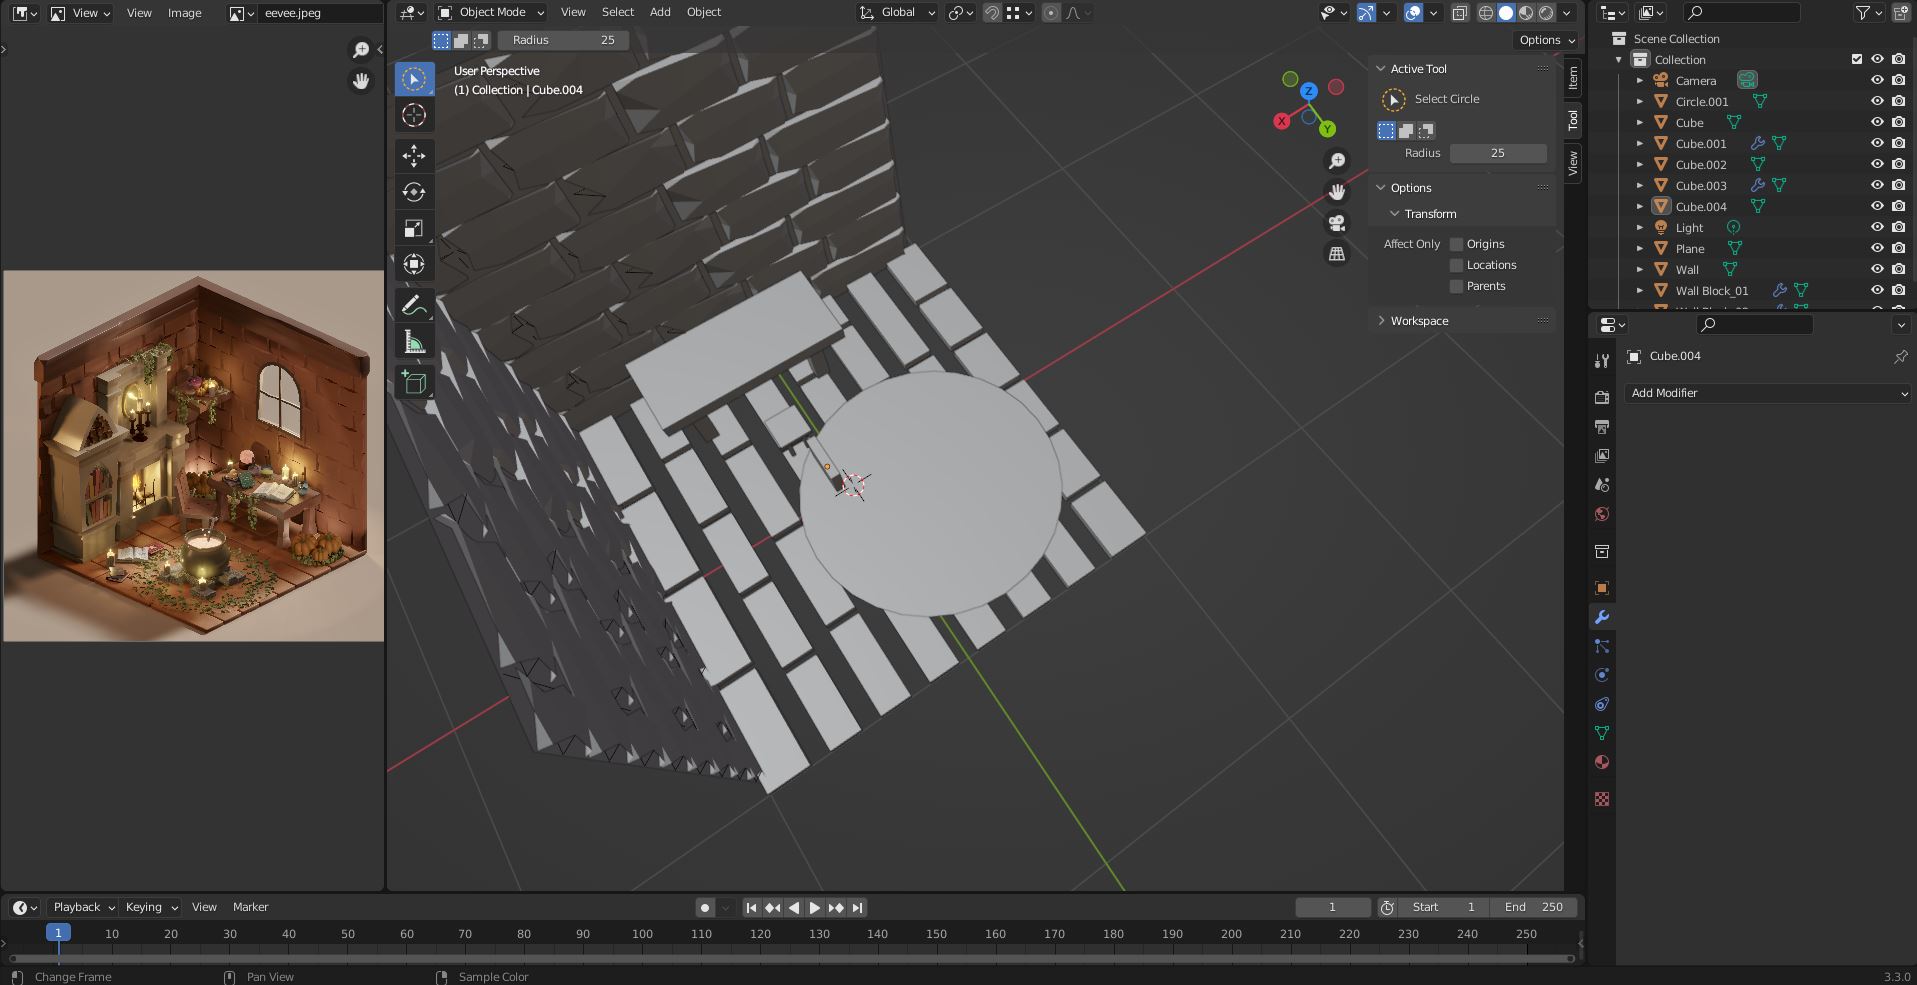 View
View
Image
eevee.jpeg
Object Mode
View
Select
Add
Object
Global
Radius 25
Options
User Perspective
(1) Collection | Cube.004
X
Y
Z
Active Tool
Select Circle
Radius 25
Options
Transform
Affect Only Origins
Locations
Parents
Workspace
Item
Tool
View
Scene Collection
Collection
Camera
Circle.001
Cube
Cube.001
Cube.002
Cube.003
Cube.004
Light
Plane
Wall
Wall Block_01
Cube.004
Add Modifier
Playback
Keying
View
Marker
1
Start 1
End 250
1 10 20 30 40 50 60 70 80 90 100 110 120 130 140 150 160 170 180 190 200 210 220 230 240 250
Change Frame
Pan View
Sample Color
3.3.0